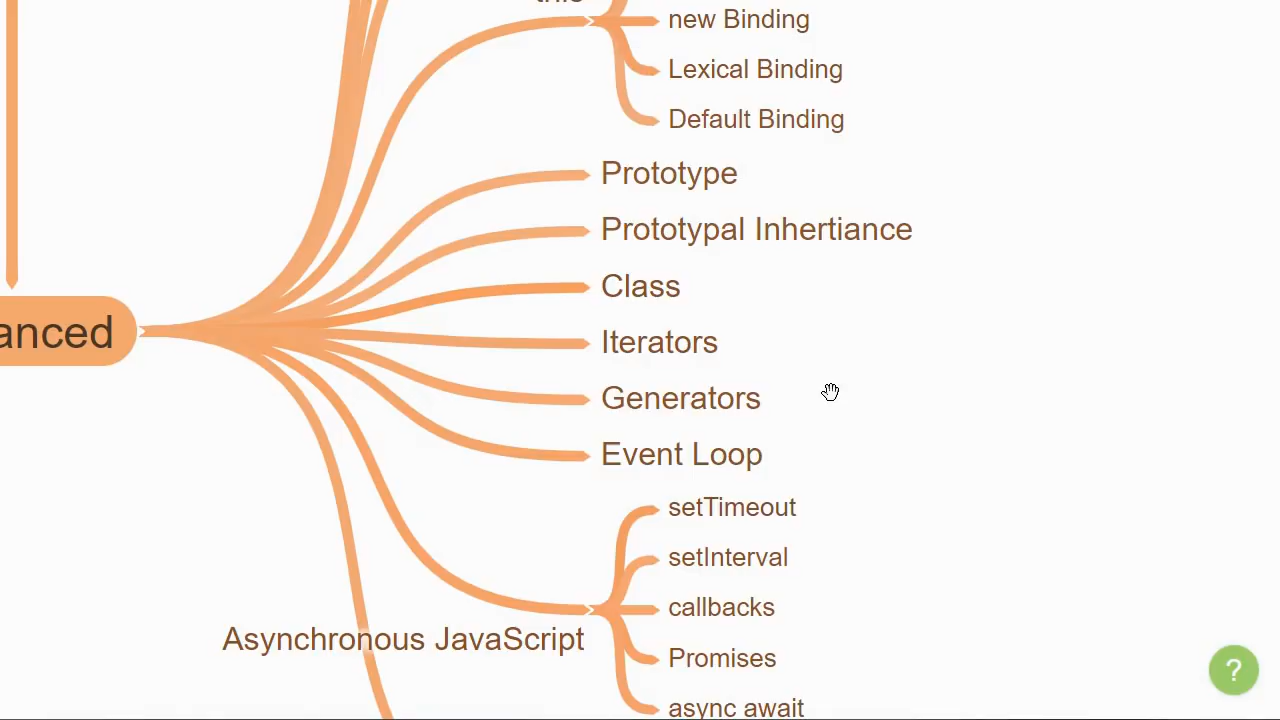 this
new Binding
Lexical Binding
Default Binding
Prototype
Prototypal Inhertiance
Class
anced
Iterators
Generators
Event Loop
setTimeout
setInterval
callbacks
Asynchronous JavaScript
Promises
async await
?